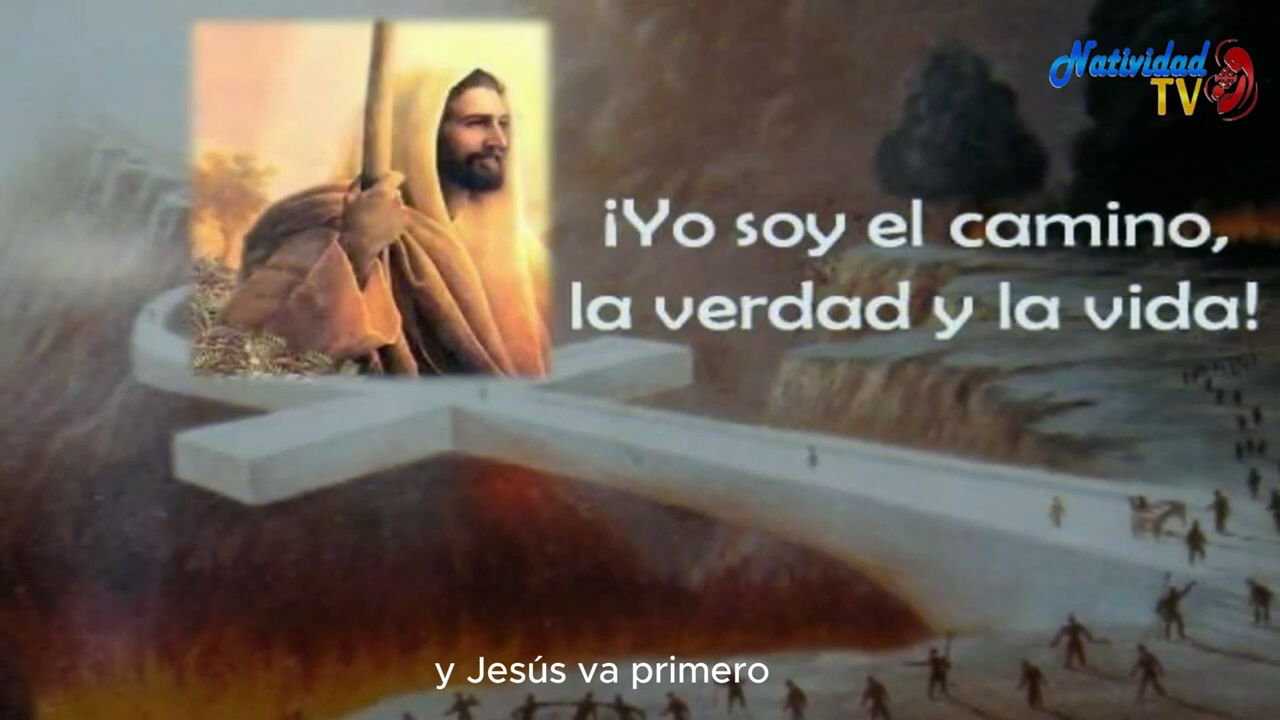 Natividad
TV
¡Yo soy el camino,
la verdad y la vida!
y Jesús va primero